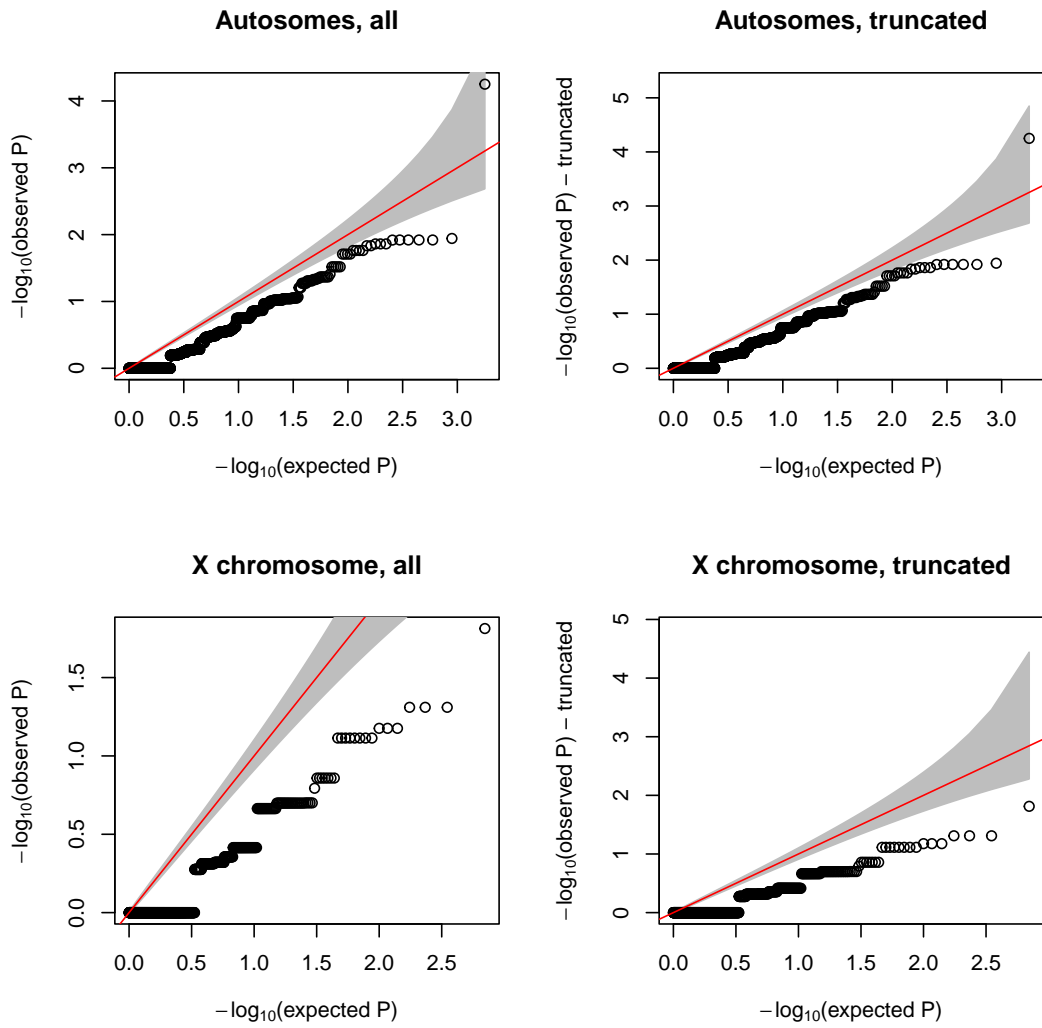 Autosomes, all
−log10(observed P)
0 1 2 3 4
0.0 0.5 1.0 1.5 2.0 2.5 3.0
−log10(expected P)
Autosomes, truncated
−log10(observed P) − truncated
0 1 2 3 4 5
0.0 0.5 1.0 1.5 2.0 2.5 3.0
−log10(expected P)
X chromosome, all
−log10(observed P)
0.0 0.5 1.0 1.5
0.0 0.5 1.0 1.5 2.0 2.5
−log10(expected P)
X chromosome, truncated
−log10(observed P) − truncated
0 1 2 3 4 5
0.0 0.5 1.0 1.5 2.0 2.5
−log10(expected P)